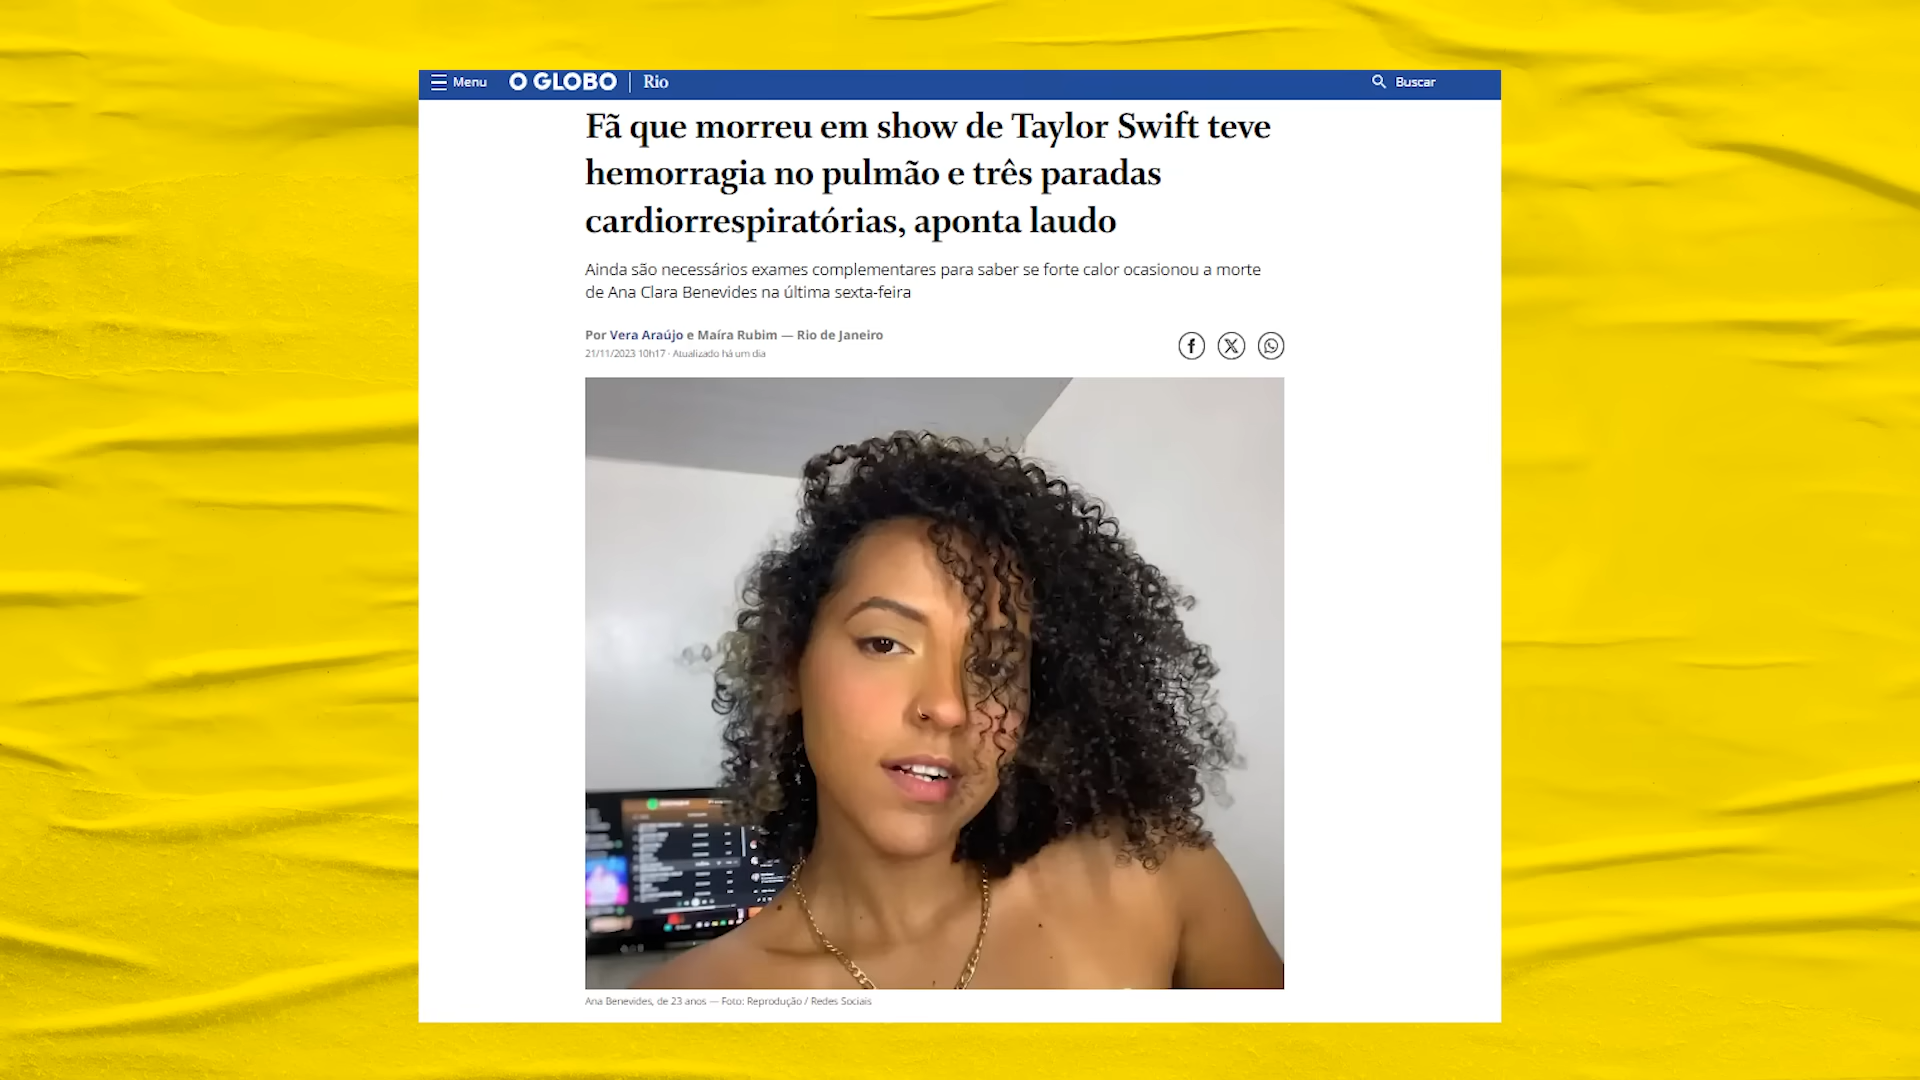 Menu O GLOBO Rio Buscar
Fã que morreu em show de Taylor Swift teve
hemorragia no pulmão e três paradas
cardiorrespiratórias, aponta laudo
Ainda são necessários exames complementares para saber se forte calor ocasionou a morte
de Ana Clara Benevides na última sexta-feira
Por Vera Araújo e Maíra Rubim — Rio de Janeiro
21/11/2023 10h17 · Atualizado há um dia
Ana Benevides, de 23 anos — Foto: Reprodução / Redes Sociais